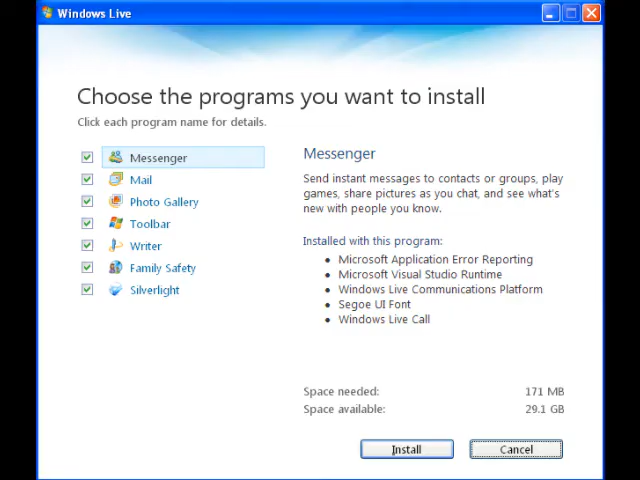 Windows Live
Choose the programs you want to install
Click each program name for details.
Messenger
Mail
Photo Gallery
Toolbar
Writer
Family Safety
Silverlight
Messenger
Send instant messages to contacts or groups, play
games, share pictures as you chat, and see what's
new with people you know.
Installed with this program:
• Microsoft Application Error Reporting
• Microsoft Visual Studio Runtime
• Windows Live Communications Platform
• Segoe UI Font
• Windows Live Call
Space needed: 171 MB
Space available: 29.1 GB
Install Cancel